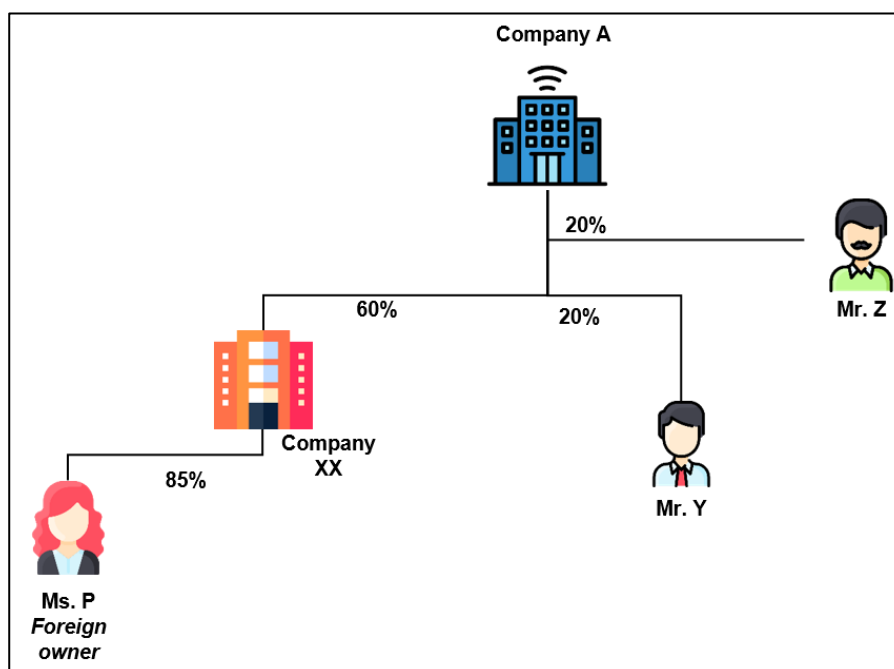 Company A
20%
Mr. Z
60%
20%
Company
XX
85%
Mr. Y
Ms. P
Foreign
owner